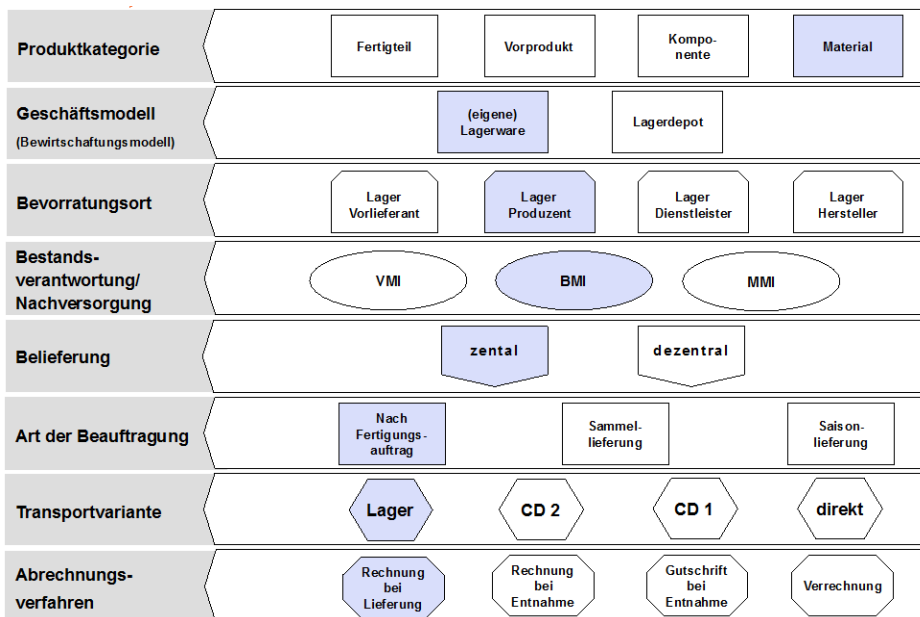 Produktkategorie
Fertigteil
Vorprodukt
Kompo-
nente
Material
Geschäftsmodell
(Bewirtschaftungsmodell)
(eigene)
Lagerware
Lagerdepot
Bevorratungsort
Lager
Vorlieferant
Lager
Produzent
Lager
Dienstleister
Lager
Hersteller
Bestands-
verantwortung/
Nachversorgung
VMI
BMI
MMI
Belieferung
zental
dezentral
Art der Beauftragung
Nach
Fertigungs-
auftrag
Sammel-
lieferung
Saison-
lieferung
Transportvariante
Lager
CD 2
CD 1
direkt
Abrechnungs-
verfahren
Rechnung
bei
Lieferung
Rechnung
bei
Entnahme
Gutschrift
bei
Entnahme
Verrechnung